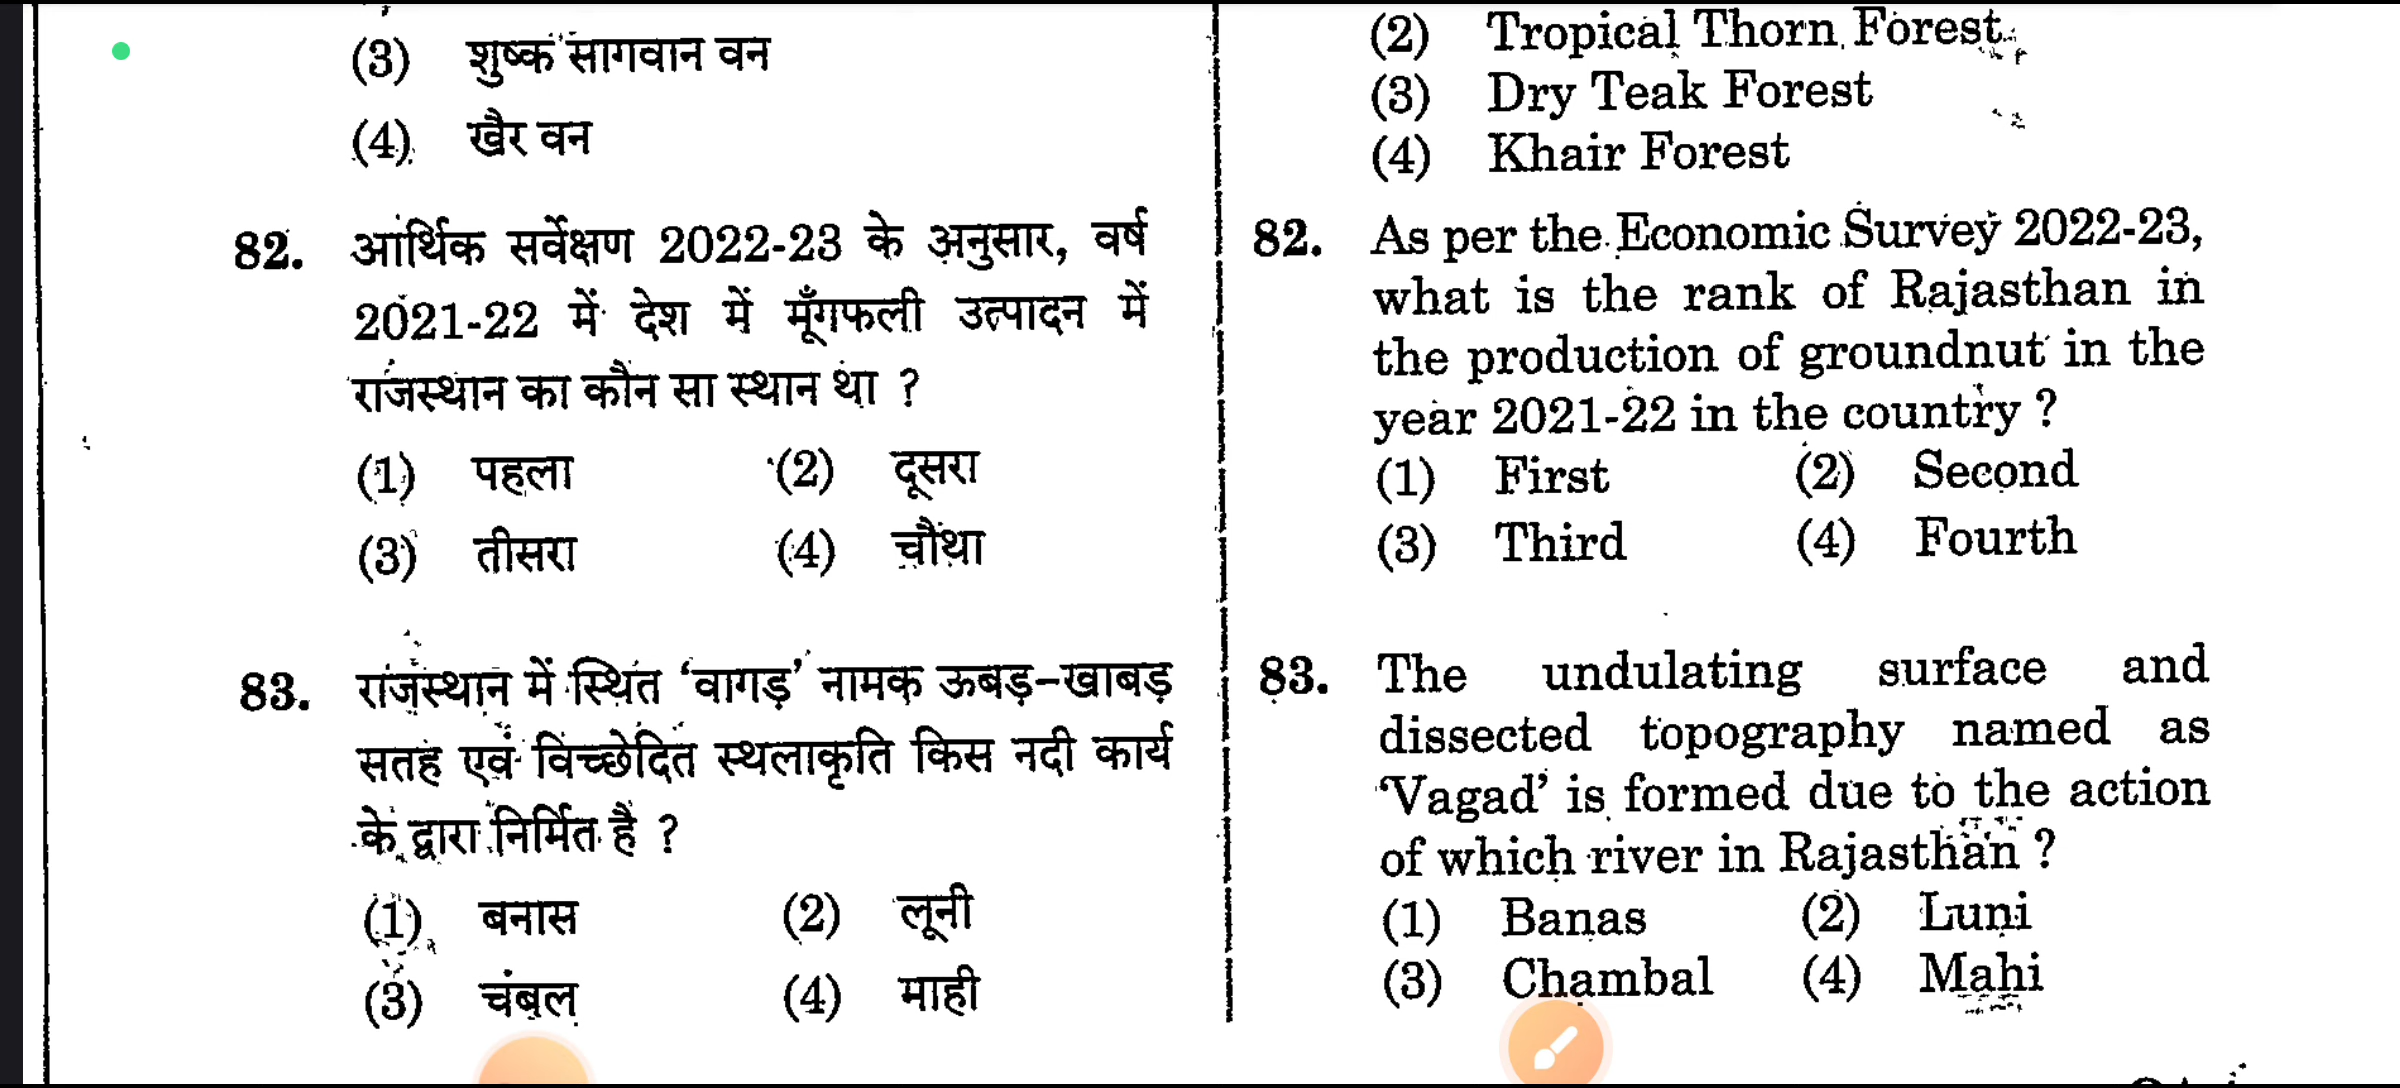 (3) शुष्क सागवान वन
(4) खैर वन
82. आर्थिक सर्वेक्षण 2022-23 के अनुसार, वर्ष
2021-22 में देश में मूँगफली उत्पादन में
राजस्थान का कौन सा स्थान था ?
(1) पहला (2) दूसरा
(3) तीसरा (4) चौथा
83. राजस्थान में स्थित ‘वागड़’ नामक ऊबड़-खाबड़
सतह एवं विच्छेदित स्थलाकृति किस नदी कार्य
के द्वारा निर्मित है ?
(1) बनास (2) लूनी
(3) चंबल (4) माही
(2) Tropical Thorn Forest
(3) Dry Teak Forest
(4) Khair Forest
82. As per the Economic Survey 2022-23,
what is the rank of Rajasthan in
the production of groundnut in the
year 2021-22 in the country ?
(1) First (2) Second
(3) Third (4) Fourth
83. The undulating surface and
dissected topography named as
‘Vagad’ is formed due to the action
of which river in Rajasthan ?
(1) Banas (2) Luni
(3) Chambal (4) Mahi